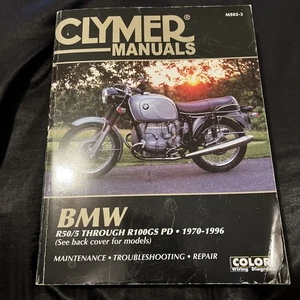 M502-3
CLYMER®
MANUALS
BMW
R50/5 THROUGH R100GS PD • 1970-1996
(See back cover for models)
MAINTENANCE • TROUBLESHOOTING • REPAIR
COLOR
Wiring Diagrams